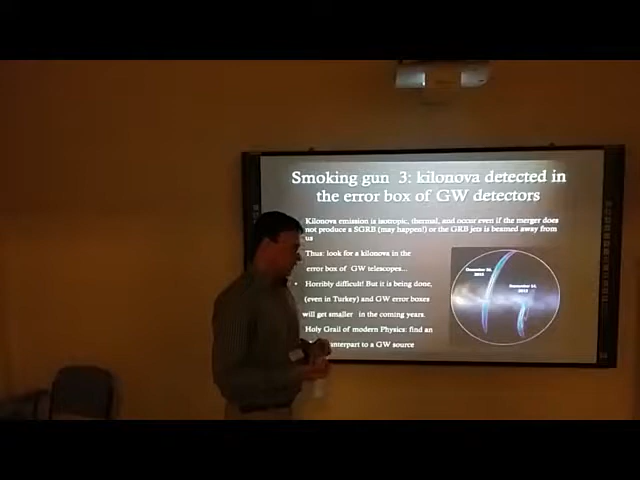 Smoking gun 3: kilonova detected in
the error box of GW detectors
Kilonova emission is isotropic, thermal, and occur even if the merger does
not produce a SGRB (may happen!) or the GRB jets is beamed away from
us
Thus: look for a kilonova in the
error box of GW telescopes...
• Horribly difficult! But it is being done,
(even in Turkey) and GW error boxes
will get smaller in the coming years.
Holy Grail of modern Physics: find an
to a GW source
2015
2015